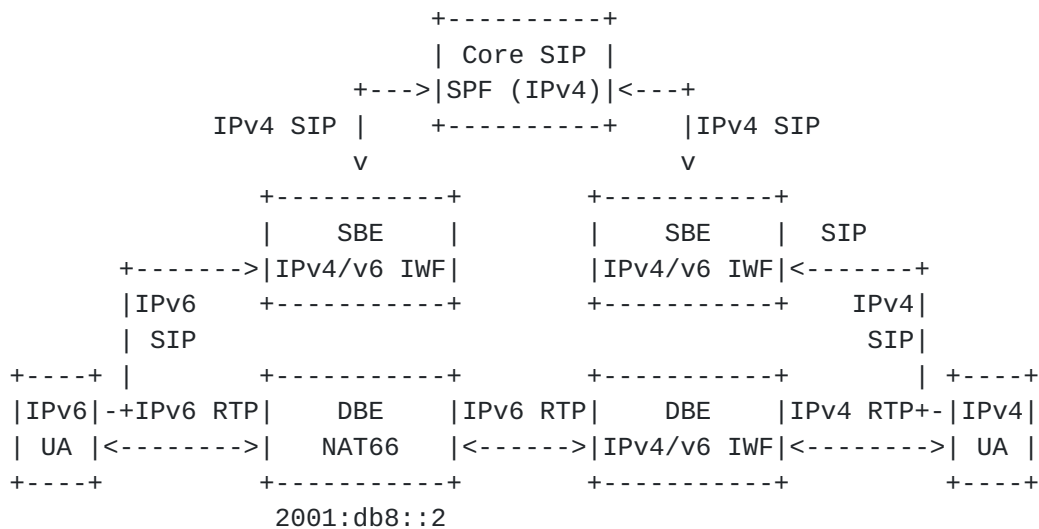 +----------+
                        | Core SIP |
                   +--->|SPF (IPv4)|<---+
          IPv4 SIP |    +----------+    |IPv4 SIP
                   v                    v
              +-----------+       +-----------+
              |    SBE    |       |    SBE    |  SIP
     +------->|IPv4/v6 IWF|       |IPv4/v6 IWF|<-------+
     |IPv6    +-----------+       +-----------+    IPv4|
     | SIP                                          SIP|
+----+ |        +-----------+       +-----------+       | +----+
|IPv6|-+IPv6 RTP|    DBE    |IPv6 RTP|    DBE    |IPv4 RTP+-|IPv4|
| UA |<-------->|   NAT66   |<------>|IPv4/v6 IWF|<-------->| UA |
+----+          +-----------+        +-----------+          +----+
                 2001:db8::2